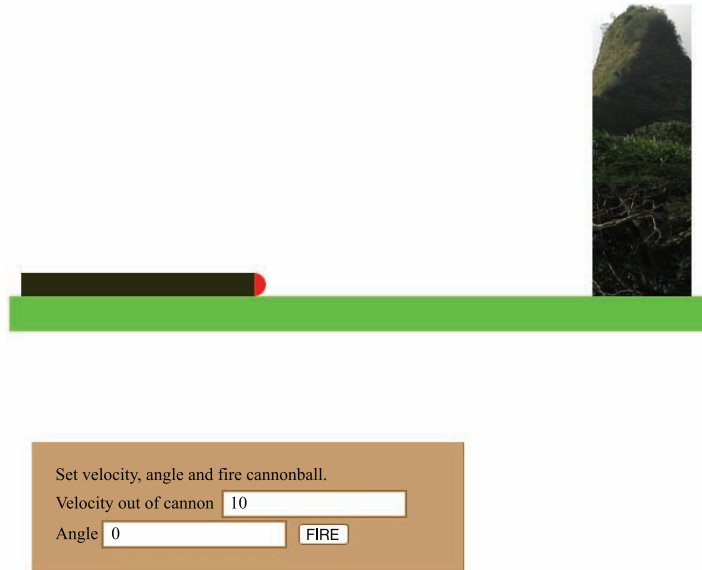 Set velocity, angle and fire cannonball.
Velocity out of cannon 10
Angle 0 FIRE